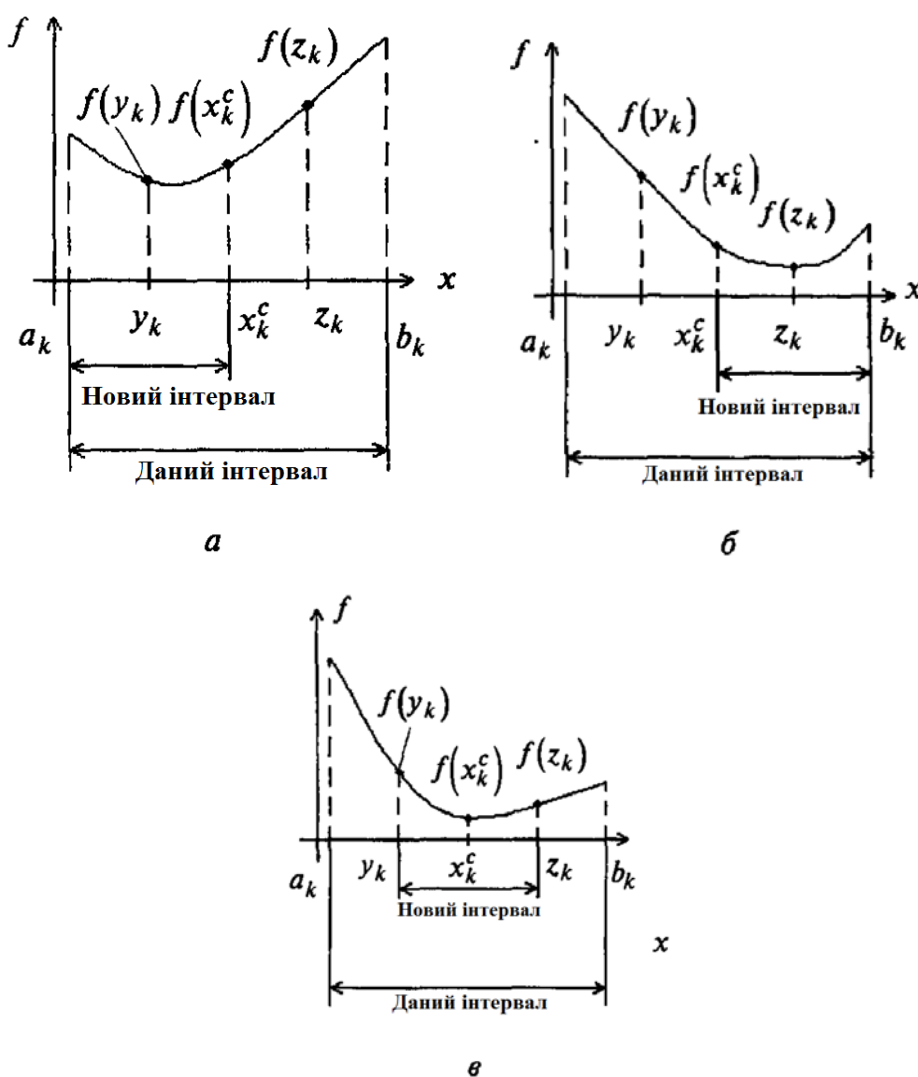 f
f(z_k)
f(y_k) f(x_k^c)
x
y_k x_k^c z_k
a_k b_k
Новий інтервал
Даний інтервал
а
f
f(y_k)
f(x_k^c)
f(z_k)
x
a_k y_k x_k^c z_k b_k
Новий інтервал
Даний інтервал
б
f
f(y_k)
f(x_k^c) f(z_k)
a_k y_k x_k^c z_k b_k
Новий інтервал
x
Даний інтервал
в